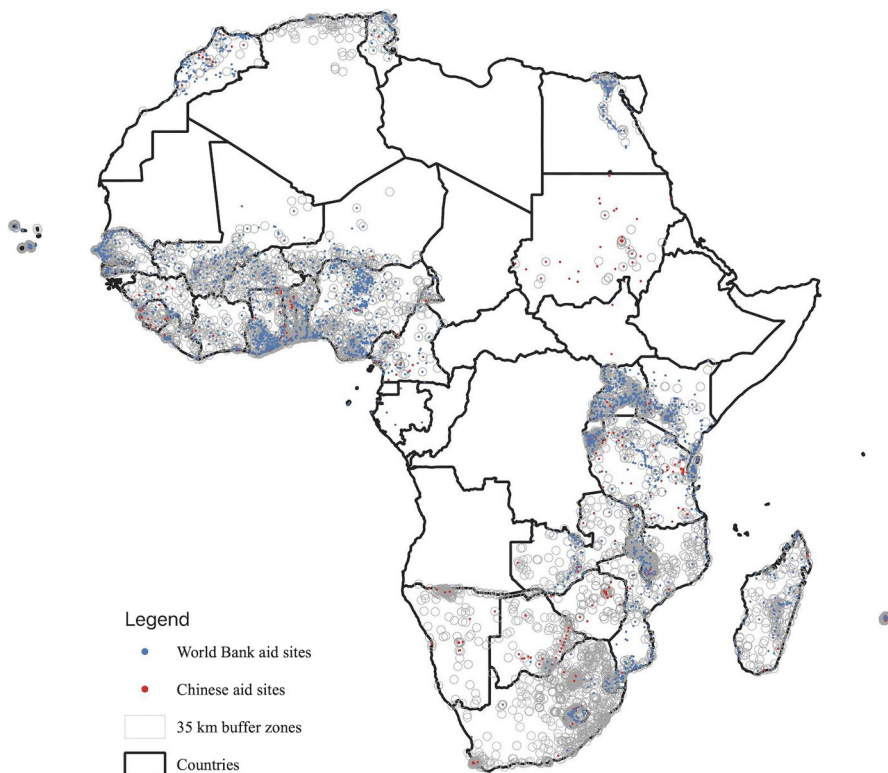 Legend
World Bank aid sites
Chinese aid sites
35 km buffer zones
Countries